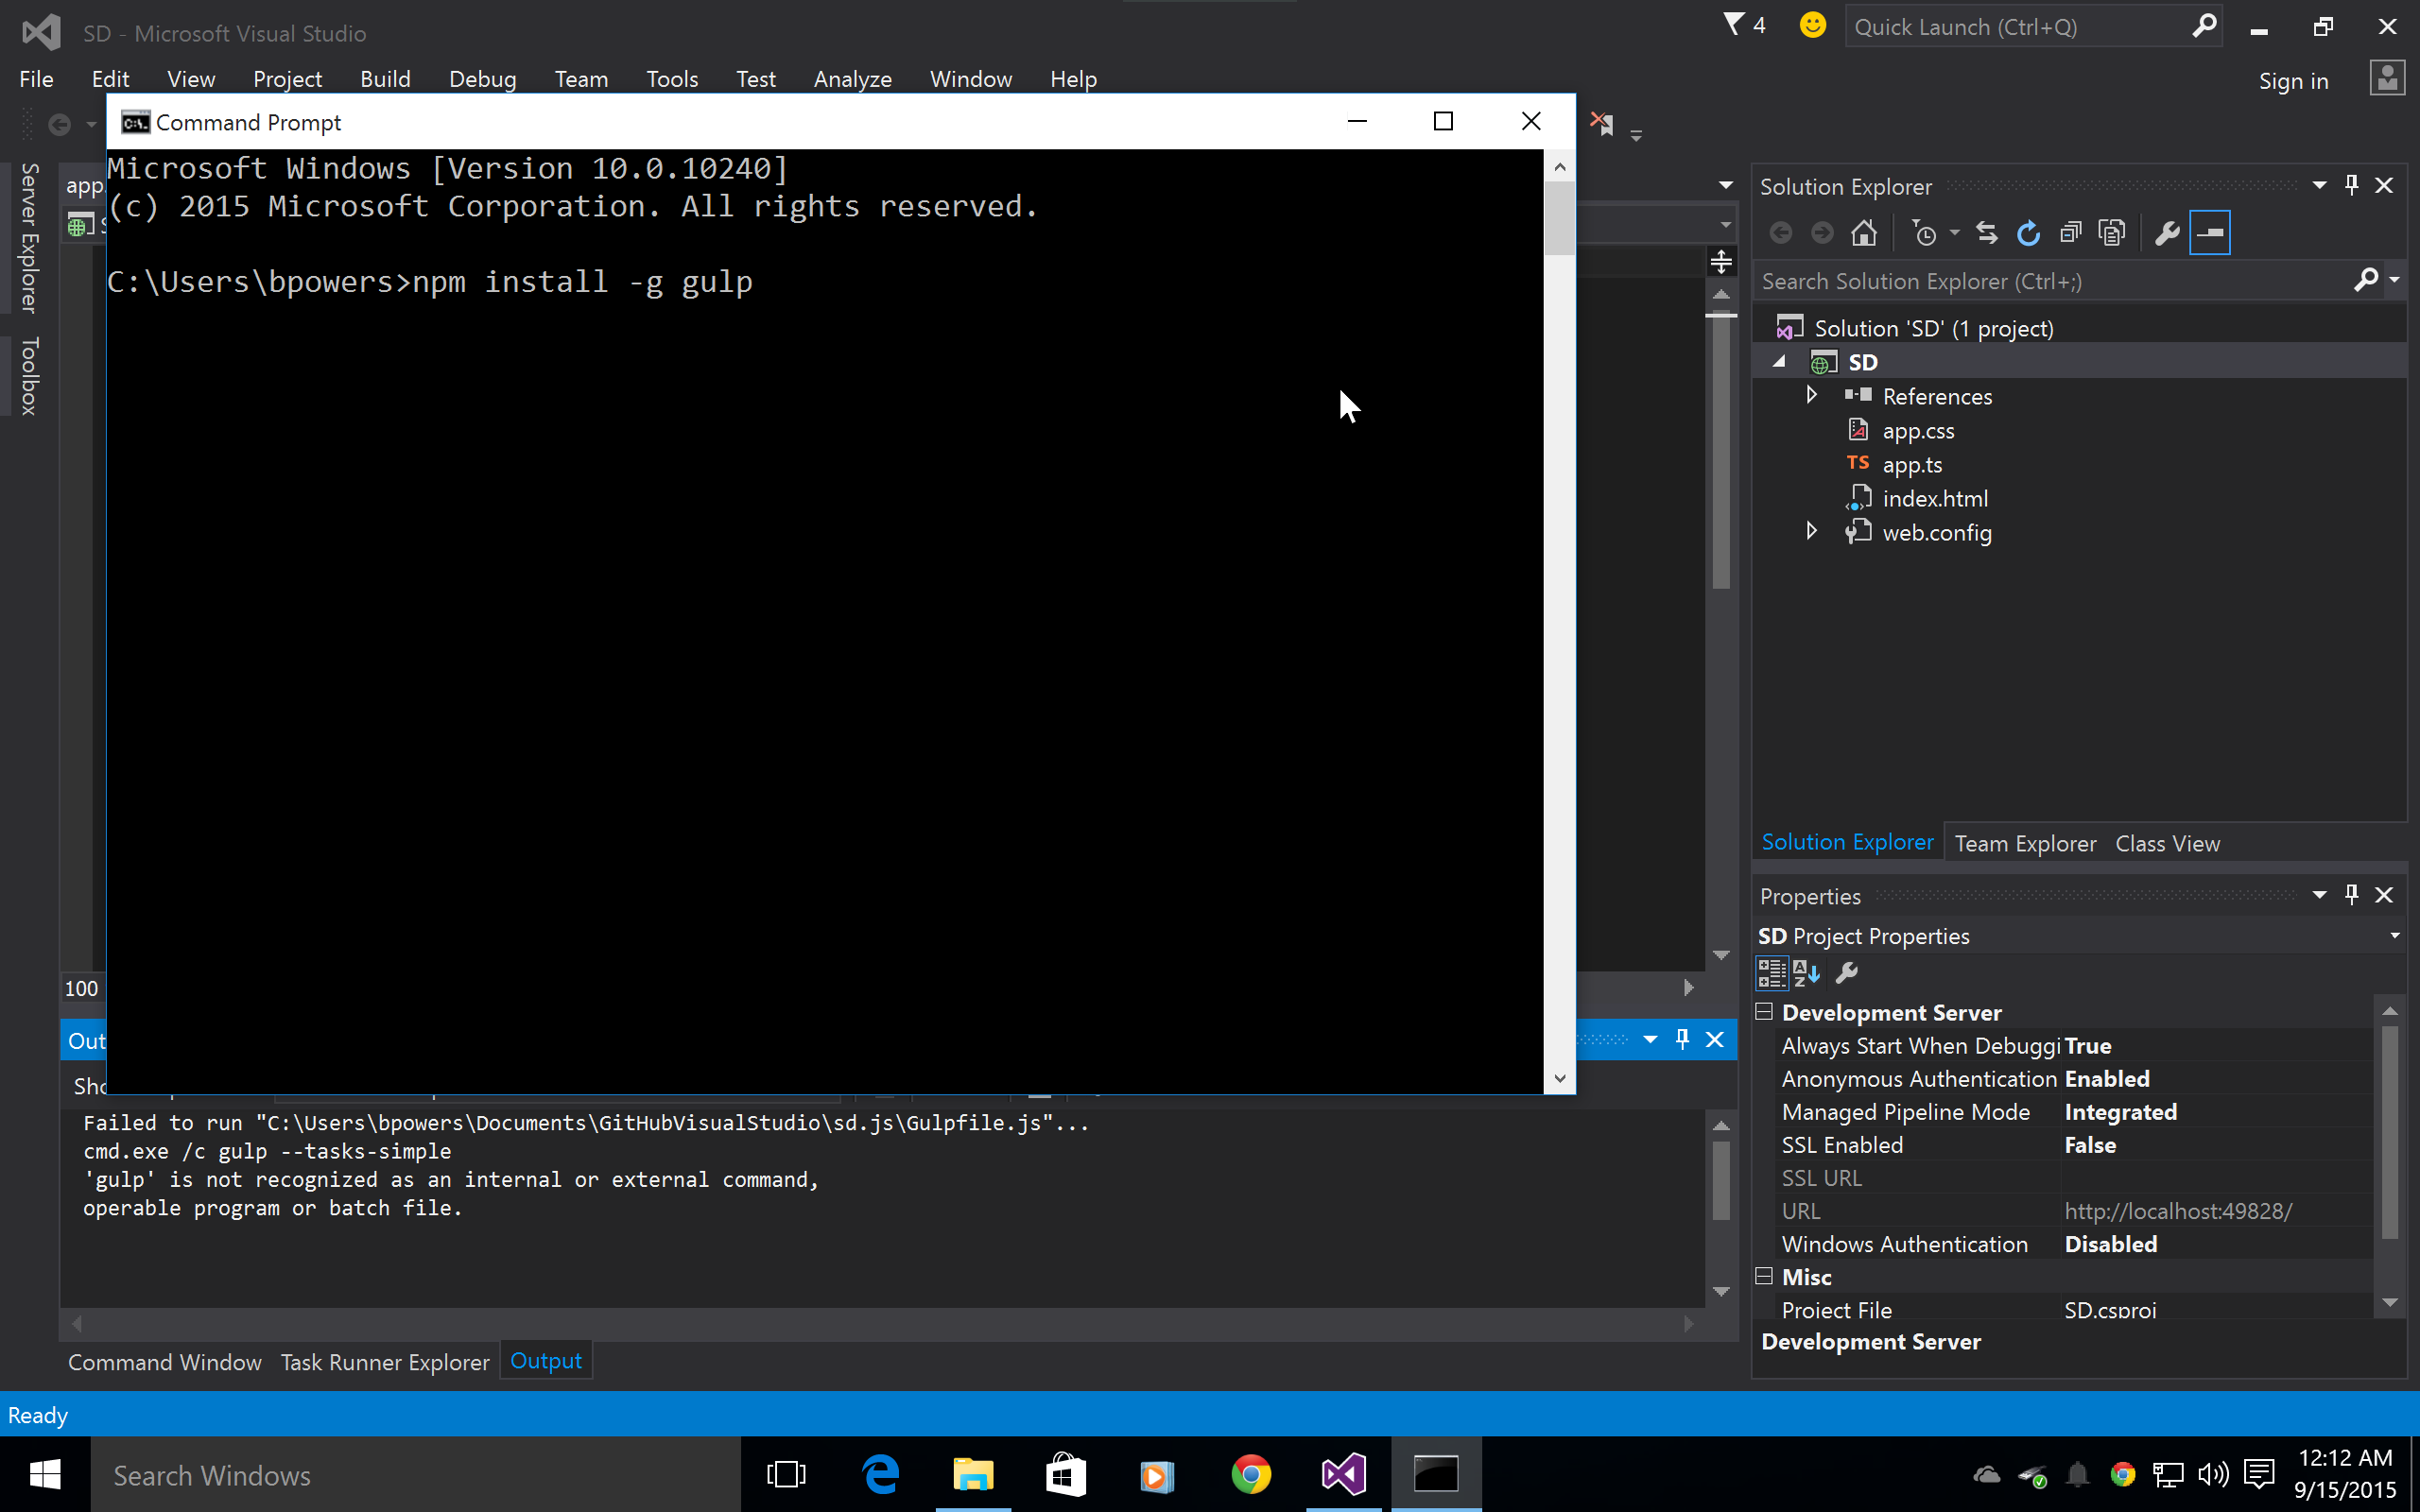 SD - Microsoft Visual Studio
4
Quick Launch (Ctrl+Q)
File Edit View Project Build Debug Team Tools Test Analyze Window Help
Sign in
Command Prompt
Microsoft Windows [Version 10.0.10240]
(c) 2015 Microsoft Corporation. All rights reserved.
C:\Users\bpowers>npm install -g gulp
Server Explorer
Toolbox
app.
100
Out
Sho
Failed to run "C:\Users\bpowers\Documents\GitHubVisualStudio\sd.js\Gulpfile.js"...
cmd.exe /c gulp --tasks-simple
'gulp' is not recognized as an internal or external command,
operable program or batch file.
Command Window Task Runner Explorer Output
Solution Explorer
Search Solution Explorer (Ctrl+;)
Solution 'SD' (1 project)
SD
References
app.css
TS app.ts
index.html
web.config
Solution Explorer Team Explorer Class View
Properties
SD Project Properties
Development Server
Always Start When Debuggi True
Anonymous Authentication Enabled
Managed Pipeline Mode Integrated
SSL Enabled False
SSL URL
URL http://localhost:49828/
Windows Authentication Disabled
Misc
Project File SD.csproj
Development Server
Ready
Search Windows
12:12 AM
9/15/2015